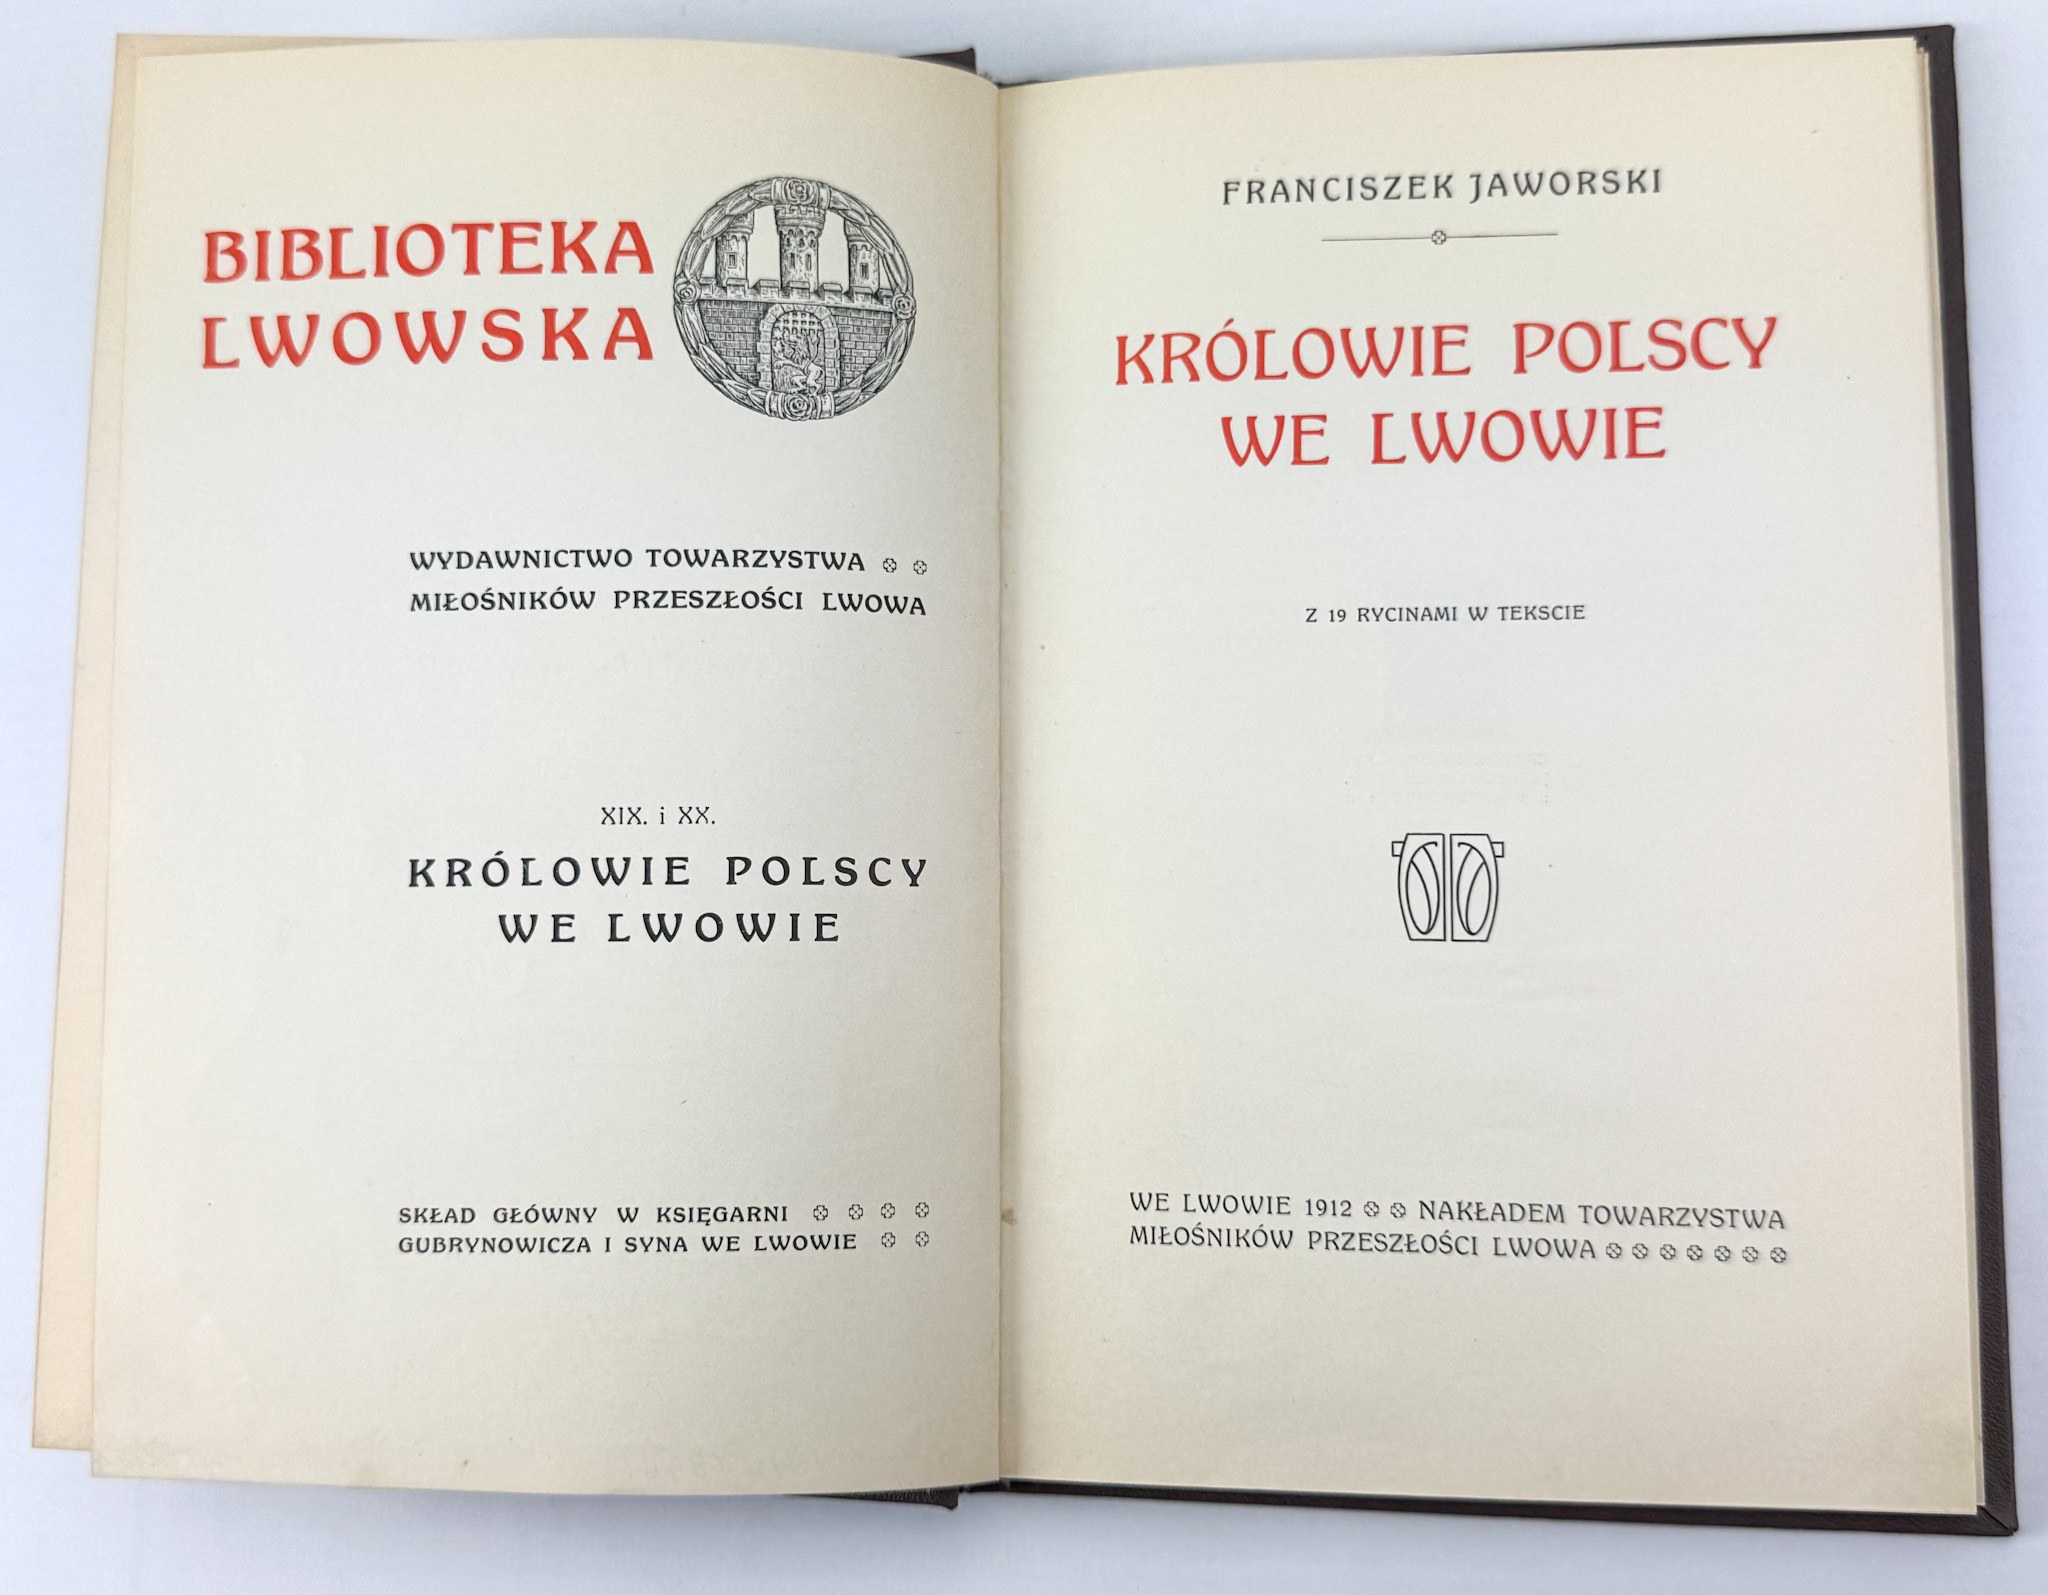 BIBLIOTEKA
LWOWSKA
WYDAWNICTWO TOWARZYSTWA
MIŁOŚNIKÓW PRZESZŁOŚCI LWOWA
XIX. i XX.
KRÓLOWIE POLSCY
WE LWOWIE
SKŁAD GŁÓWNY W KSIĘGARNI
GUBRYNOWICZA I SYNA WE LWOWIE
FRANCISZEK JAWORSKI
KRÓLOWIE POLSCY
WE LWOWIE
Z 19 RYCINAMI W TEKSCIE
WE LWOWIE 1912 NAKŁADEM TOWARZYSTWA
MIŁOŚNIKÓW PRZESZŁOŚCI LWOWA